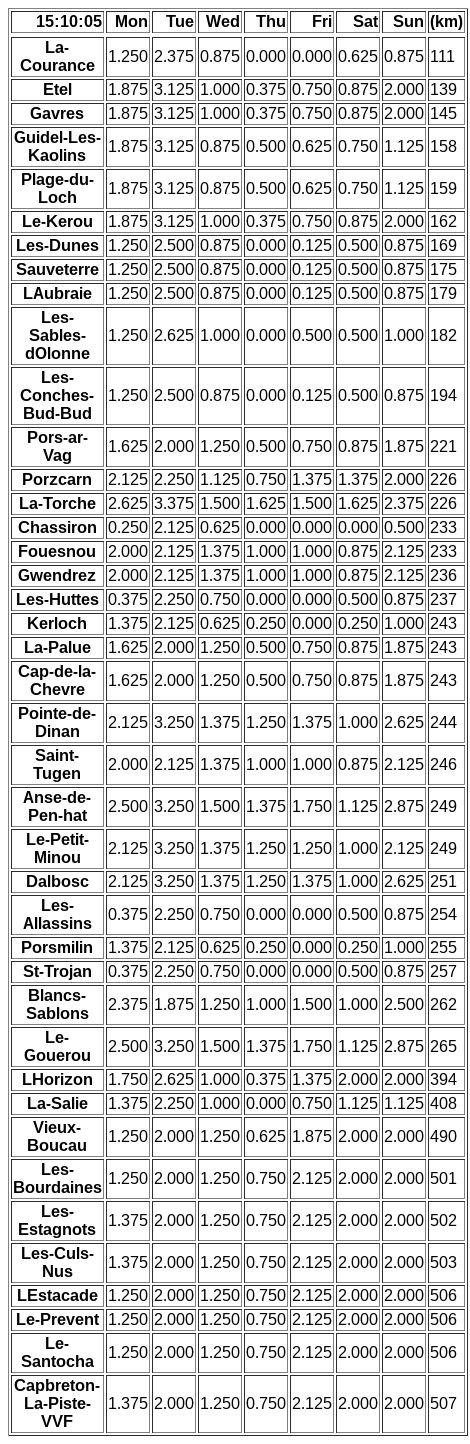 15:10:05 Mon Tue Wed Thu Fri Sat Sun (km)
La-
Courance 1.250 2.375 0.875 0.000 0.000 0.625 0.875 111
Etel 1.875 3.125 1.000 0.375 0.750 0.875 2.000 139
Gavres 1.875 3.125 1.000 0.375 0.750 0.875 2.000 145
Guidel-Les-
Kaolins 1.875 3.125 0.875 0.500 0.625 0.750 1.125 158
Plage-du-
Loch 1.875 3.125 0.875 0.500 0.625 0.750 1.125 159
Le-Kerou 1.875 3.125 1.000 0.375 0.750 0.875 2.000 162
Les-Dunes 1.250 2.500 0.875 0.000 0.125 0.500 0.875 169
Sauveterre 1.250 2.500 0.875 0.000 0.125 0.500 0.875 175
LAubraie 1.250 2.500 0.875 0.000 0.125 0.500 0.875 179
Les-
Sables-
dOlonne 1.250 2.625 1.000 0.000 0.500 0.500 1.000 182
Les-
Conches-
Bud-Bud 1.250 2.500 0.875 0.000 0.125 0.500 0.875 194
Pors-ar-
Vag 1.625 2.000 1.250 0.500 0.750 0.875 1.875 221
Porzcarn 2.125 2.250 1.125 0.750 1.375 1.375 2.000 226
La-Torche 2.625 3.375 1.500 1.625 1.500 1.625 2.375 226
Chassiron 0.250 2.125 0.625 0.000 0.000 0.000 0.500 233
Fouesnou 2.000 2.125 1.375 1.000 1.000 0.875 2.125 233
Gwendrez 2.000 2.125 1.375 1.000 1.000 0.875 2.125 236
Les-Huttes 0.375 2.250 0.750 0.000 0.000 0.500 0.875 237
Kerloch 1.375 2.125 0.625 0.250 0.000 0.250 1.000 243
La-Palue 1.625 2.000 1.250 0.500 0.750 0.875 1.875 243
Cap-de-la-
Chevre 1.625 2.000 1.250 0.500 0.750 0.875 1.875 243
Pointe-de-
Dinan 2.125 3.250 1.375 1.250 1.375 1.000 2.625 244
Saint-
Tugen 2.000 2.125 1.375 1.000 1.000 0.875 2.125 246
Anse-de-
Pen-hat 2.500 3.250 1.500 1.375 1.750 1.125 2.875 249
Le-Petit-
Minou 2.125 3.250 1.375 1.250 1.250 1.000 2.125 249
Dalbosc 2.125 3.250 1.375 1.250 1.375 1.000 2.625 251
Les-
Allassins 0.375 2.250 0.750 0.000 0.000 0.500 0.875 254
Porsmilin 1.375 2.125 0.625 0.250 0.000 0.250 1.000 255
St-Trojan 0.375 2.250 0.750 0.000 0.000 0.500 0.875 257
Blancs-
Sablons 2.375 1.875 1.250 1.000 1.500 1.000 2.500 262
Le-
Gouerou 2.500 3.250 1.500 1.375 1.750 1.125 2.875 265
LHorizon 1.750 2.625 1.000 0.375 1.375 2.000 2.000 394
La-Salie 1.375 2.250 1.000 0.000 0.750 1.125 1.125 408
Vieux-
Boucau 1.250 2.000 1.250 0.625 1.875 2.000 2.000 490
Les-
Bourdaines 1.250 2.000 1.250 0.750 2.125 2.000 2.000 501
Les-
Estagnots 1.375 2.000 1.250 0.750 2.125 2.000 2.000 502
Les-Culs-
Nus 1.375 2.000 1.250 0.750 2.125 2.000 2.000 503
LEstacade 1.250 2.000 1.250 0.750 2.125 2.000 2.000 506
Le-Prevent 1.250 2.000 1.250 0.750 2.125 2.000 2.000 506
Le-
Santocha 1.250 2.000 1.250 0.750 2.125 2.000 2.000 506
Capbreton-
La-Piste-
VVF 1.375 2.000 1.250 0.750 2.125 2.000 2.000 507